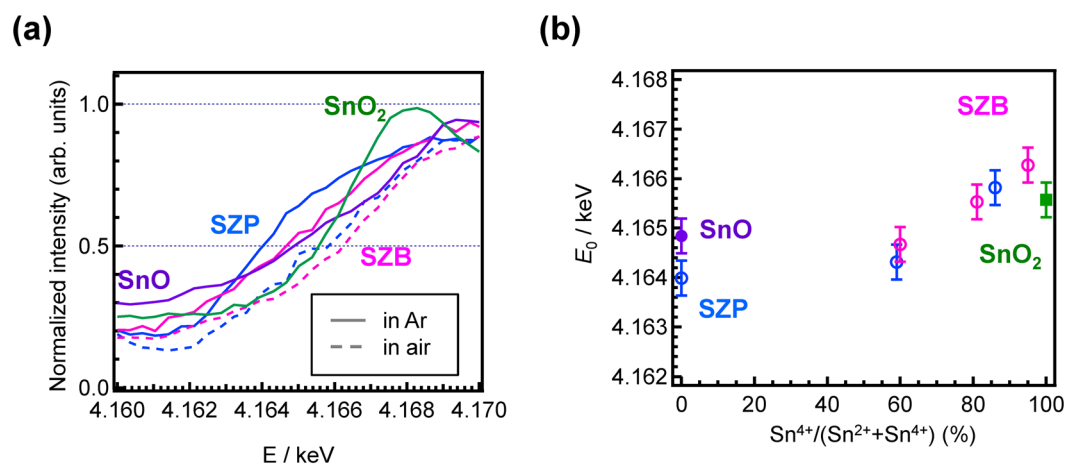 (a)
Normalized intensity (arb. units)
1.0
0.5
0.0
SnO₂
SZP
SZB
SnO
in Ar
in air
4.160 4.162 4.164 4.166 4.168 4.170
E / keV
(b)
E₀ / keV
4.168
4.167
4.166
4.165
4.164
4.163
4.162
SZB
SnO
SnO₂
SZP
0 20 40 60 80 100
Sn⁴⁺/(Sn²⁺+Sn⁴⁺) (%)